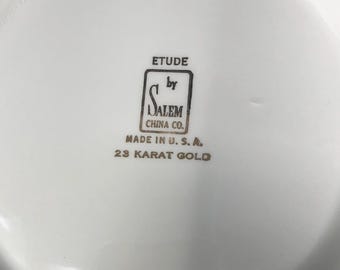 ETUDE
by
SALEM
CHINA CO.
MADE IN U. S. A.
23 KARAT GOLD